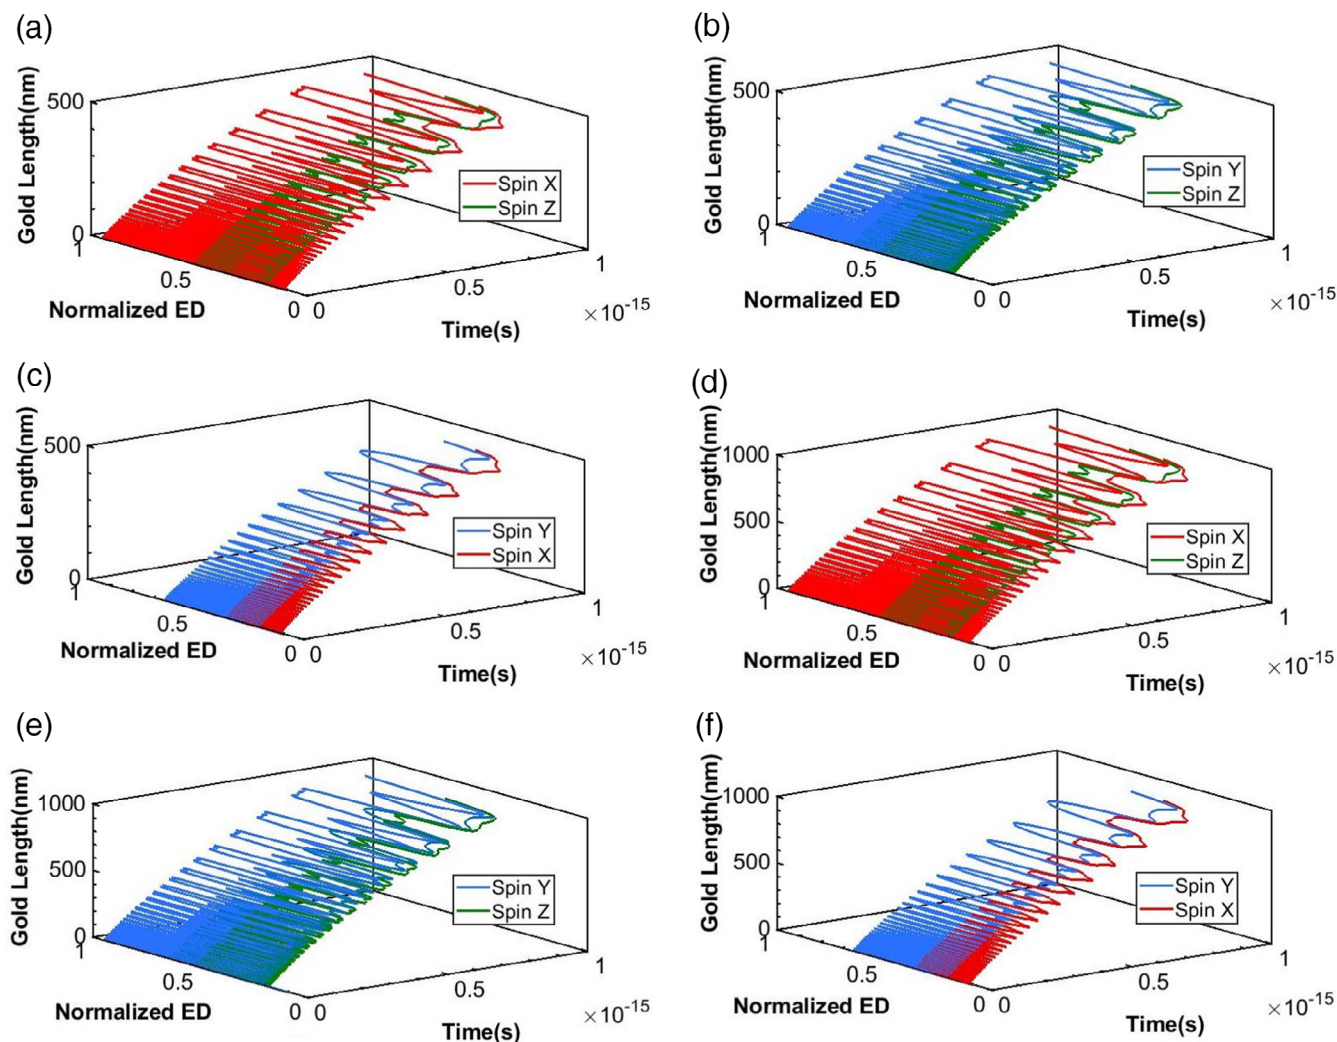 (a)
Gold Length(nm)
500
0
1
0.5
0
Normalized ED
0
0.5
1
×10-15
Time(s)
Spin X
Spin Z
(b)
Gold Length(nm)
500
0
1
0.5
0
Normalized ED
0
0.5
1
×10-15
Time(s)
Spin Y
Spin Z
(c)
Gold Length(nm)
500
0
1
0.5
0
Normalized ED
0
0.5
1
×10-15
Time(s)
Spin Y
Spin X
(d)
Gold Length(nm)
1000
500
0
1
0.5
0
Normalized ED
0
0.5
1
×10-15
Time(s)
Spin X
Spin Z
(e)
Gold Length(nm)
1000
500
0
1
0.5
0
Normalized ED
0
0.5
1
×10-15
Time(s)
Spin Y
Spin Z
(f)
Gold Length(nm)
1000
500
0
1
0.5
0
Normalized ED
0
0.5
1
×10-15
Time(s)
Spin Y
Spin X